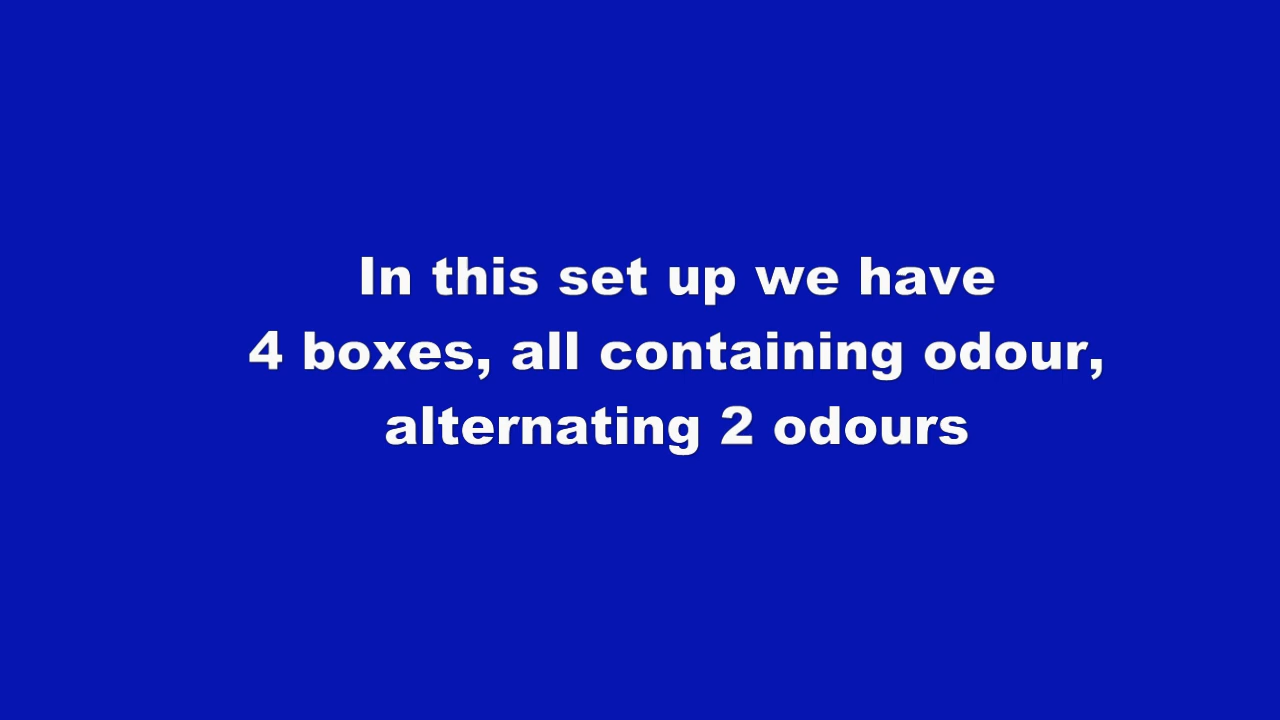 In this set up we have
4 boxes, all containing odour,
alternating 2 odours